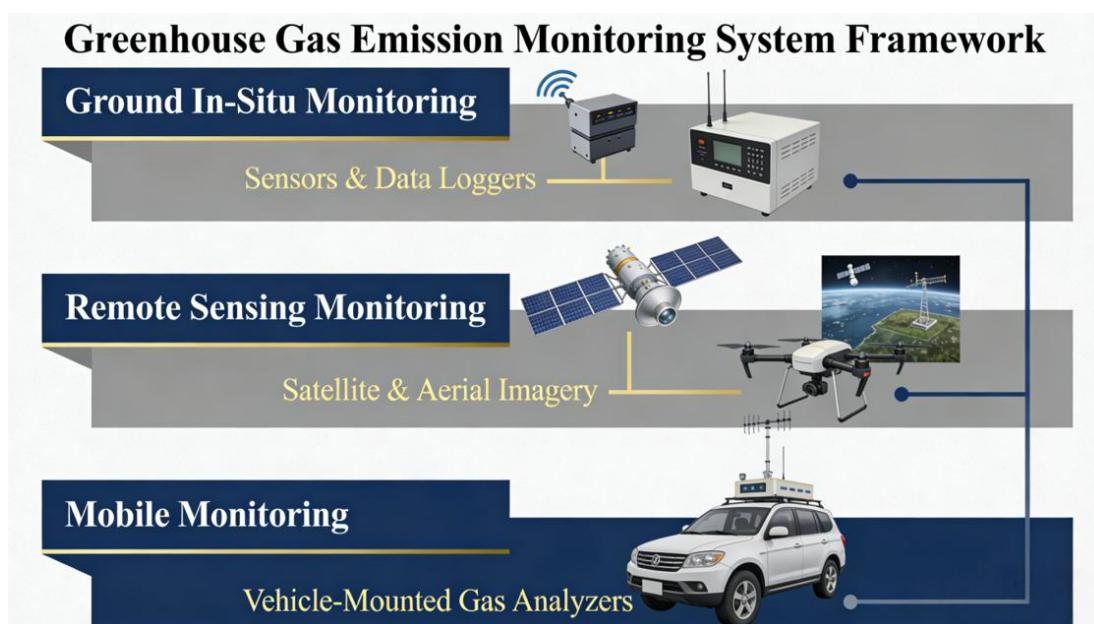 Greenhouse Gas Emission Monitoring System Framework
Ground In-Situ Monitoring
Sensors & Data Loggers
Remote Sensing Monitoring
Satellite & Aerial Imagery
Mobile Monitoring
Vehicle-Mounted Gas Analyzers